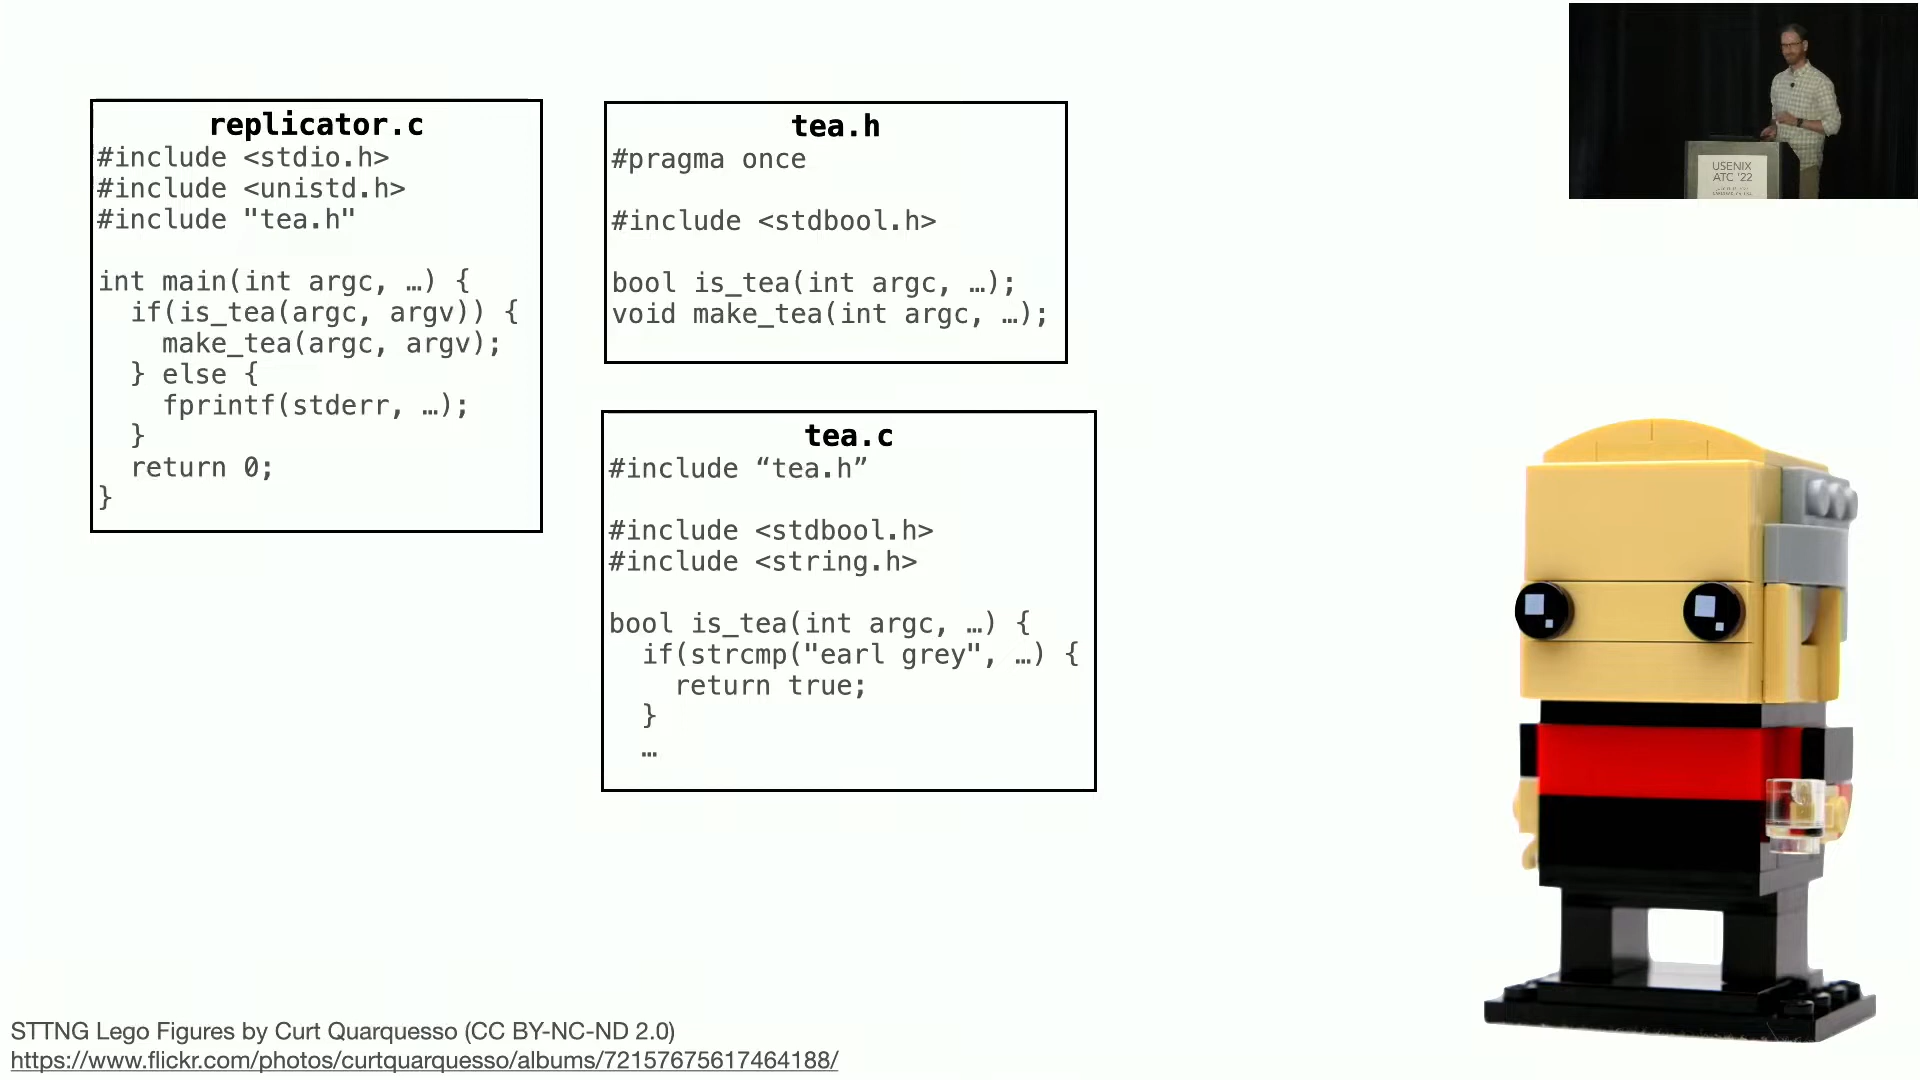 replicator.c
#include <stdio.h>
#include <unistd.h>
#include "tea.h"
int main(int argc, …) {
if(is_tea(argc, argv)) {
make_tea(argc, argv);
} else {
fprintf(stderr, …);
}
return 0;
}
tea.h
#pragma once
#include <stdbool.h>
bool is_tea(int argc, …);
void make_tea(int argc, …);
tea.c
#include “tea.h”
#include <stdbool.h>
#include <string.h>
bool is_tea(int argc, …) {
if(strcmp("earl grey", …) {
return true;
}
…
USENIX
ATC '22
STTNG Lego Figures by Curt Quarquesso (CC BY-NC-ND 2.0)
https://www.flickr.com/photos/curtquarquesso/albums/72157675617464188/